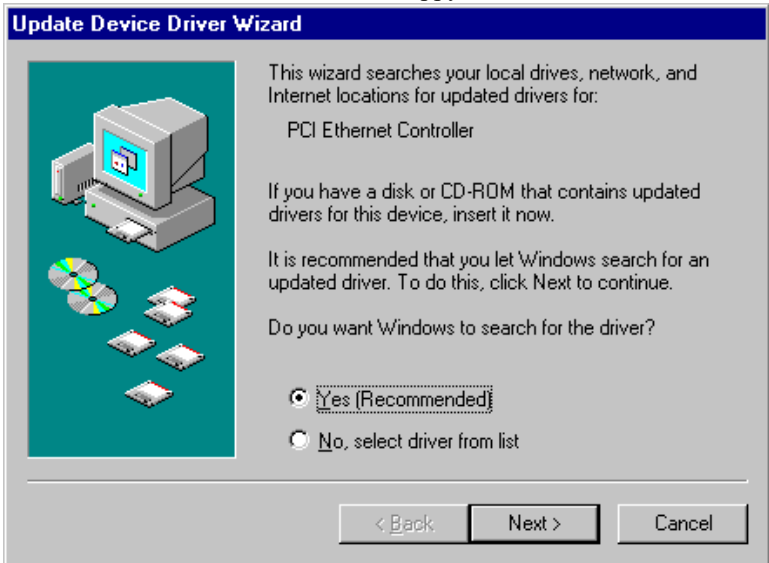 Update Device Driver Wizard
This wizard searches your local drives, network, and
Internet locations for updated drivers for:
PCI Ethernet Controller
If you have a disk or CD-ROM that contains updated
drivers for this device, insert it now.
It is recommended that you let Windows search for an
updated driver. To do this, click Next to continue.
Do you want Windows to search for the driver?
Yes (Recommended)
No, select driver from list
< Back
Next >
Cancel